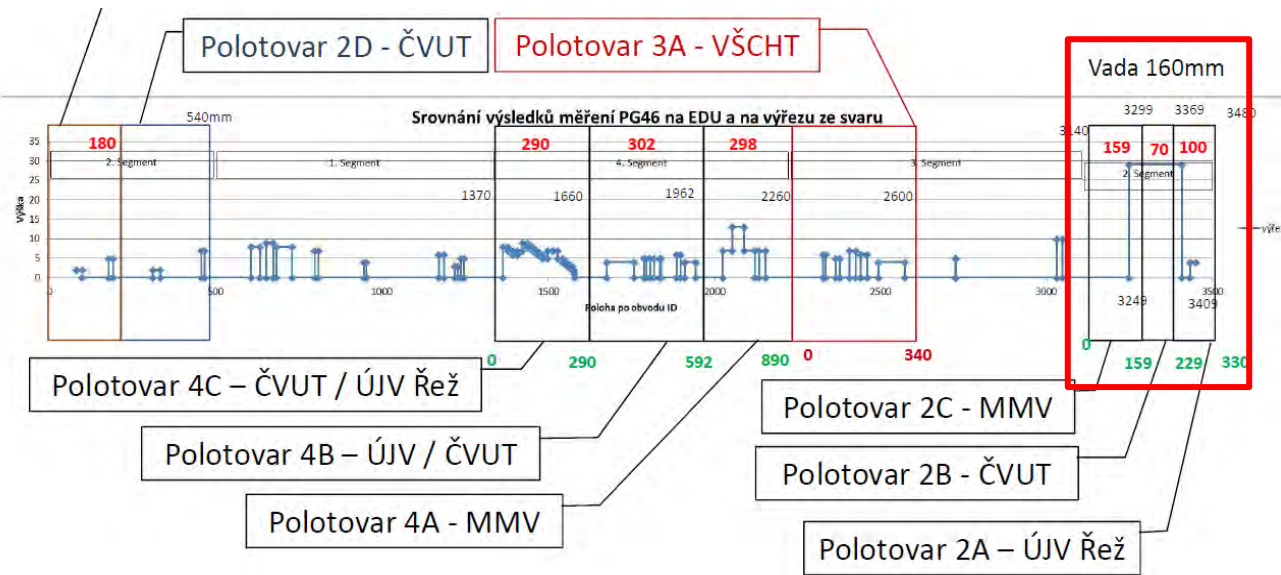 Polotovar 2D - ČVUT
Polotovar 3A - VŠCHT
Vada 160mm
540mm
Srovnání výsledků měření PG46 na EDU a na výřezu ze svaru
3140
3299
3369
3480
180
290
302
298
159
70
100
2. Segment
1. Segment
4. Segment
3. Segment
2. Segment
1370
1660
1962
2260
2600
Výška
35
30
25
20
15
10
5
0
0
500
1000
1500
2000
2500
3000
3500
Poloha po obvodu ID
3249
3409
0
290
592
890
0
340
0
159
229
330
Polotovar 4C – ČVUT / ÚJV Řež
Polotovar 2C - MMV
Polotovar 4B – ÚJV / ČVUT
Polotovar 2B - ČVUT
Polotovar 4A - MMV
Polotovar 2A – ÚJV Řež